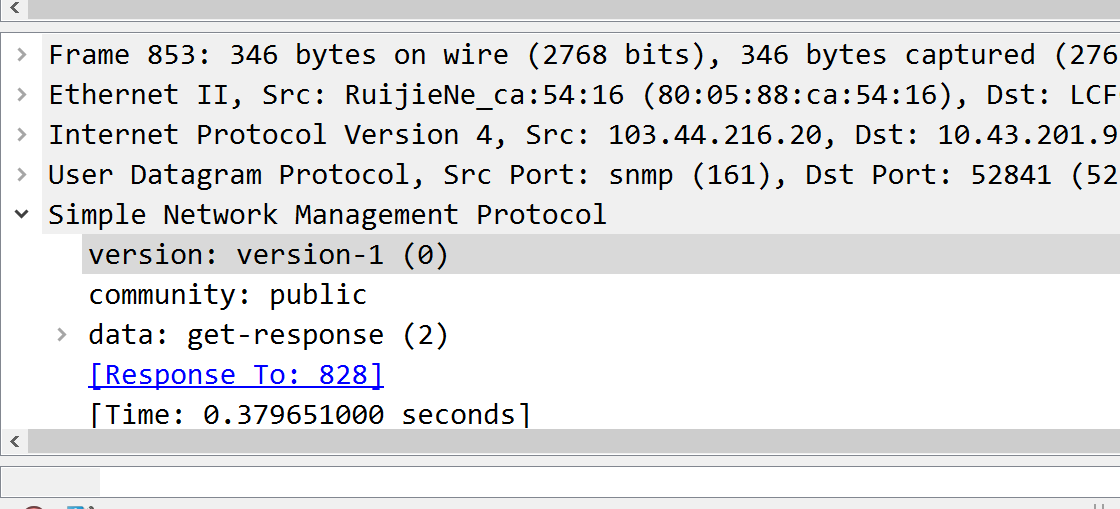 Frame 853: 346 bytes on wire (2768 bits), 346 bytes captured (276
Ethernet II, Src: RuijieNe_ca:54:16 (80:05:88:ca:54:16), Dst: LCF
Internet Protocol Version 4, Src: 103.44.216.20, Dst: 10.43.201.9
User Datagram Protocol, Src Port: snmp (161), Dst Port: 52841 (52
Simple Network Management Protocol
version: version-1 (0)
community: public
data: get-response (2)
[Response To: 828]
[Time: 0.379651000 seconds]